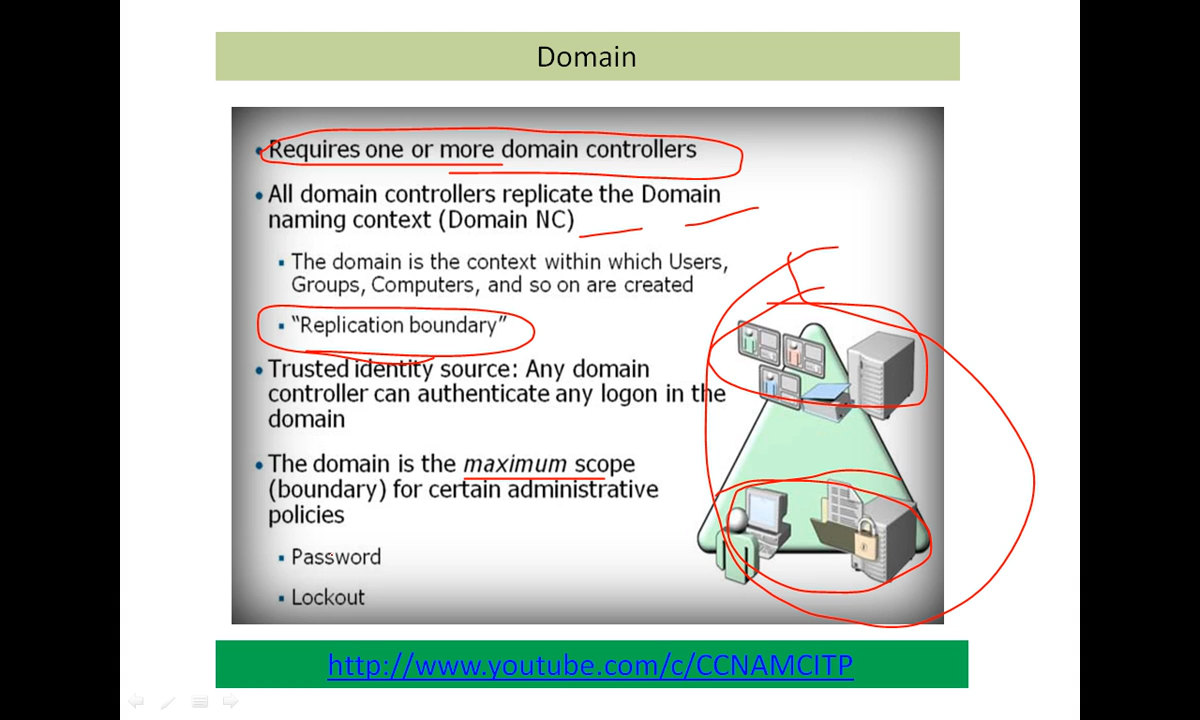 Domain
• Requires one or more domain controllers
• All domain controllers replicate the Domain
naming context (Domain NC)
▪ The domain is the context within which Users,
Groups, Computers, and so on are created
▪ “Replication boundary”
• Trusted identity source: Any domain
controller can authenticate any logon in the
domain
• The domain is the maximum scope
(boundary) for certain administrative
policies
▪ Password
▪ Lockout
http://www.youtube.com/c/CCNAMCITP